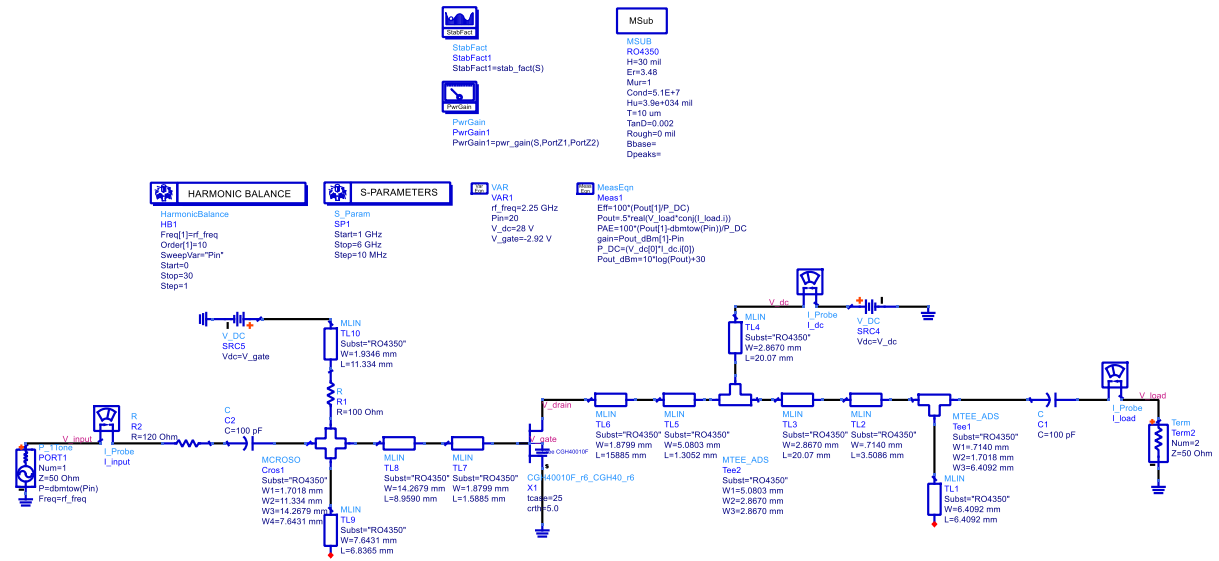 StabFact
StabFact
StabFact1
StabFact1=stab_fact(S)
PwrGain
PwrGain
PwrGain1
PwrGain1=pwr_gain(S,PortZ1,PortZ2)
MSub
MSUB
RO4350
H=30 mil
Er=3.48
Mur=1
Cond=5.1E+7
Hu=3.9e+034 mil
T=10 um
TanD=0.002
Rough=0 mil
Bbase=
Dpeaks=
HARMONIC BALANCE
HarmonicBalance
HB1
Freq[1]=rf_freq
Order[1]=10
SweepVar="Pin"
Start=0
Stop=30
Step=1
S-PARAMETERS
S_Param
SP1
Start=1 GHz
Stop=6 GHz
Step=10 MHz
Var
Eqn
VAR
VAR1
rf_freq=2.25 GHz
Pin=20
V_dc=28 V
V_gate=-2.92 V
Meas
Eqn
MeasEqn
Meas1
Eff=100*(Pout[1]/P_DC)
Pout=.5*real(V_load*conj(I_load.i))
PAE=100*(Pout[1]-dbmtow(Pin))/P_DC
gain=Pout_dBm[1]-Pin
P_DC=(V_dc[0]*I_dc.i[0])
Pout_dBm=10*log(Pout)+30
V_DC
SRC5
Vdc=V_gate
MLIN
TL10
Subst="RO4350"
W=1.9346 mm
L=11.334 mm
R
R1
R=100 Ohm
V_input
P_1Tone
PORT1
Num=1
Z=50 Ohm
P=dbmtow(Pin)
Freq=rf_freq
I_Probe
I_input
R
R2
R=120 Ohm
C
C2
C=100 pF
MCROSO
Cros1
Subst="RO4350"
W1=1.7018 mm
W2=11.334 mm
W3=14.2679 mm
W4=7.6431 mm
MLIN
TL9
Subst="RO4350"
W=7.6431 mm
L=6.8365 mm
MLIN
TL8
Subst="RO4350"
W=14.2679 mm
L=8.9590 mm
MLIN
TL7
Subst="RO4350"
W=1.8799 mm
L=1.5885 mm
V_drain
V_gate
CGH40010F
CGH40010F_r6_CGH40_r6
X1
tcase=25
crth=5.0
MLIN
TL6
Subst="RO4350"
W=1.8799 mm
L=15885 mm
MLIN
TL5
Subst="RO4350"
W=5.0803 mm
L=1.3052 mm
MTEE_ADS
Tee2
Subst="RO4350"
W1=5.0803 mm
W2=2.8670 mm
W3=2.8670 mm
MLIN
TL4
Subst="RO4350"
W=2.8670 mm
L=20.07 mm
V_dc
I_Probe
I_dc
V_DC
SRC4
Vdc=V_dc
MLIN
TL3
Subst="RO4350"
W=2.8670 mm
L=20.07 mm
MLIN
TL2
Subst="RO4350"
W=.7140 mm
L=3.5086 mm
MTEE_ADS
Tee1
Subst="RO4350"
W1=.7140 mm
W2=1.7018 mm
W3=6.4092 mm
MLIN
TL1
Subst="RO4350"
W=6.4092 mm
L=6.4092 mm
C
C1
C=100 pF
I_Probe
I_load
V_load
Term
Term2
Num=2
Z=50 Ohm